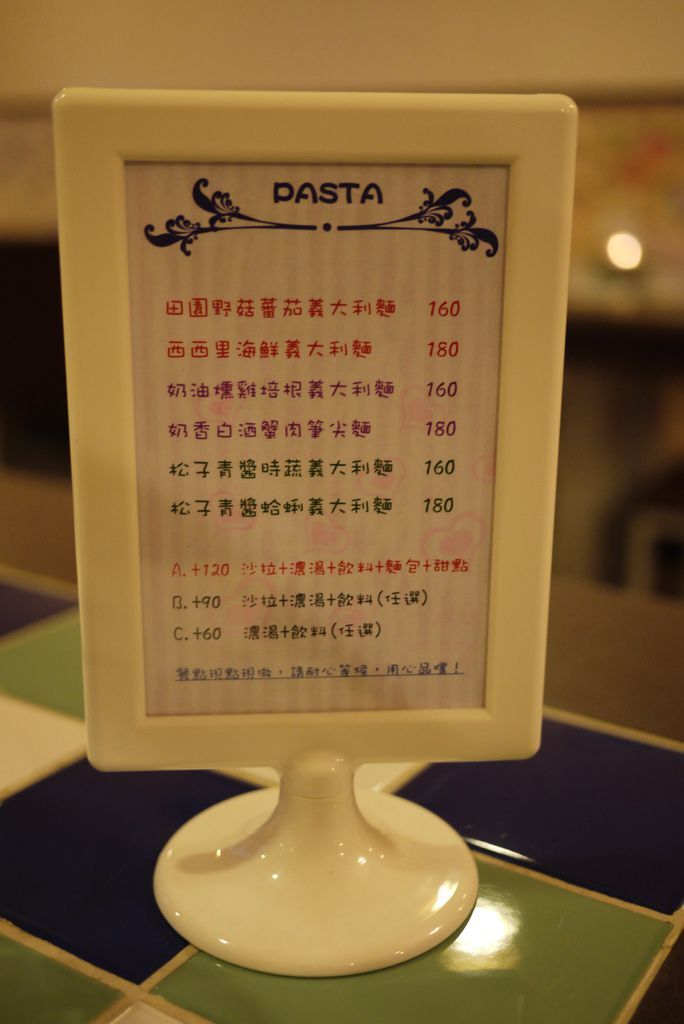 PASTA
田園野菇蕃茄義大利麵 160
西西里海鮮義大利麵 180
奶油燻雞培根義大利麵 160
奶香白酒蟹肉筆尖麵 180
松子青醬時蔬義大利麵 160
松子青醬蛤蜊義大利麵 180
A. +120 沙拉+濃湯+飲料+麵包+甜點
B. +90 沙拉+濃湯+飲料(任選)
C. +60 濃湯+飲料(任選)
餐點現點現做，請耐心等候，用心品嚐！